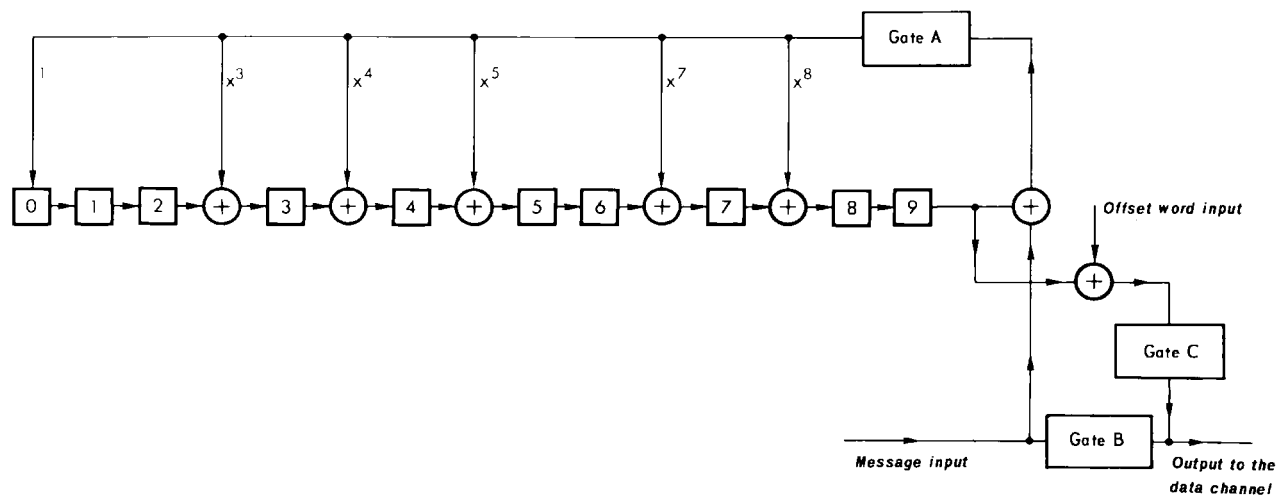 Gate A
1
x³
x⁴
x⁵
x⁷
x⁸
0 1 2 + 3 + 4 + 5 6 + 7 + 8 9 +
Offset word input
+
Gate C
Gate B
Message input
Output to the
data channel